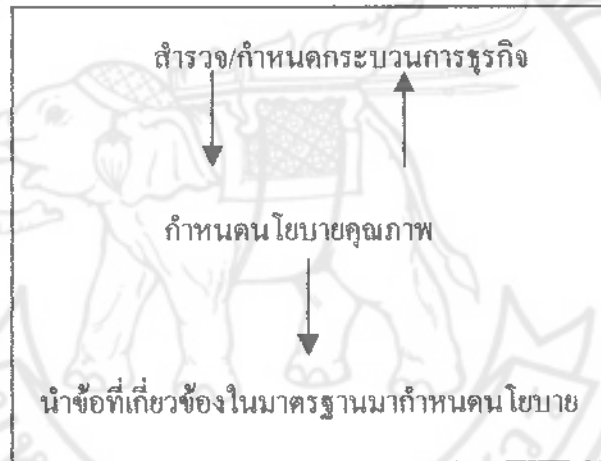 สำรวจ/กำหนดกระบวนการธุรกิจ
กำหนดนโยบายคุณภาพ
นำข้อที่เกี่ยวข้องในมาตรฐานมากำหนดนโยบาย